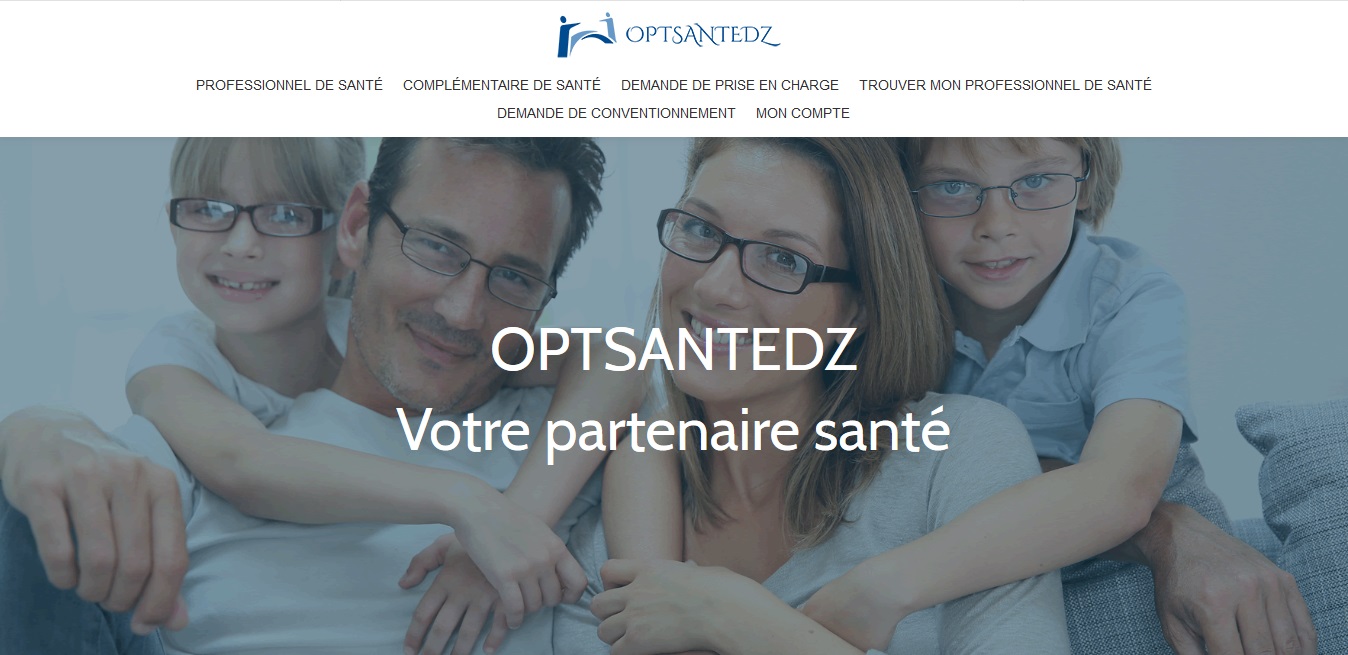 OPTSANTEDZ
PROFESSIONNEL DE SANTÉ COMPLÉMENTAIRE DE SANTÉ DEMANDE DE PRISE EN CHARGE TROUVER MON PROFESSIONNEL DE SANTÉ
DEMANDE DE CONVENTIONNEMENT MON COMPTE
OPTSANTEDZ
Votre partenaire santé